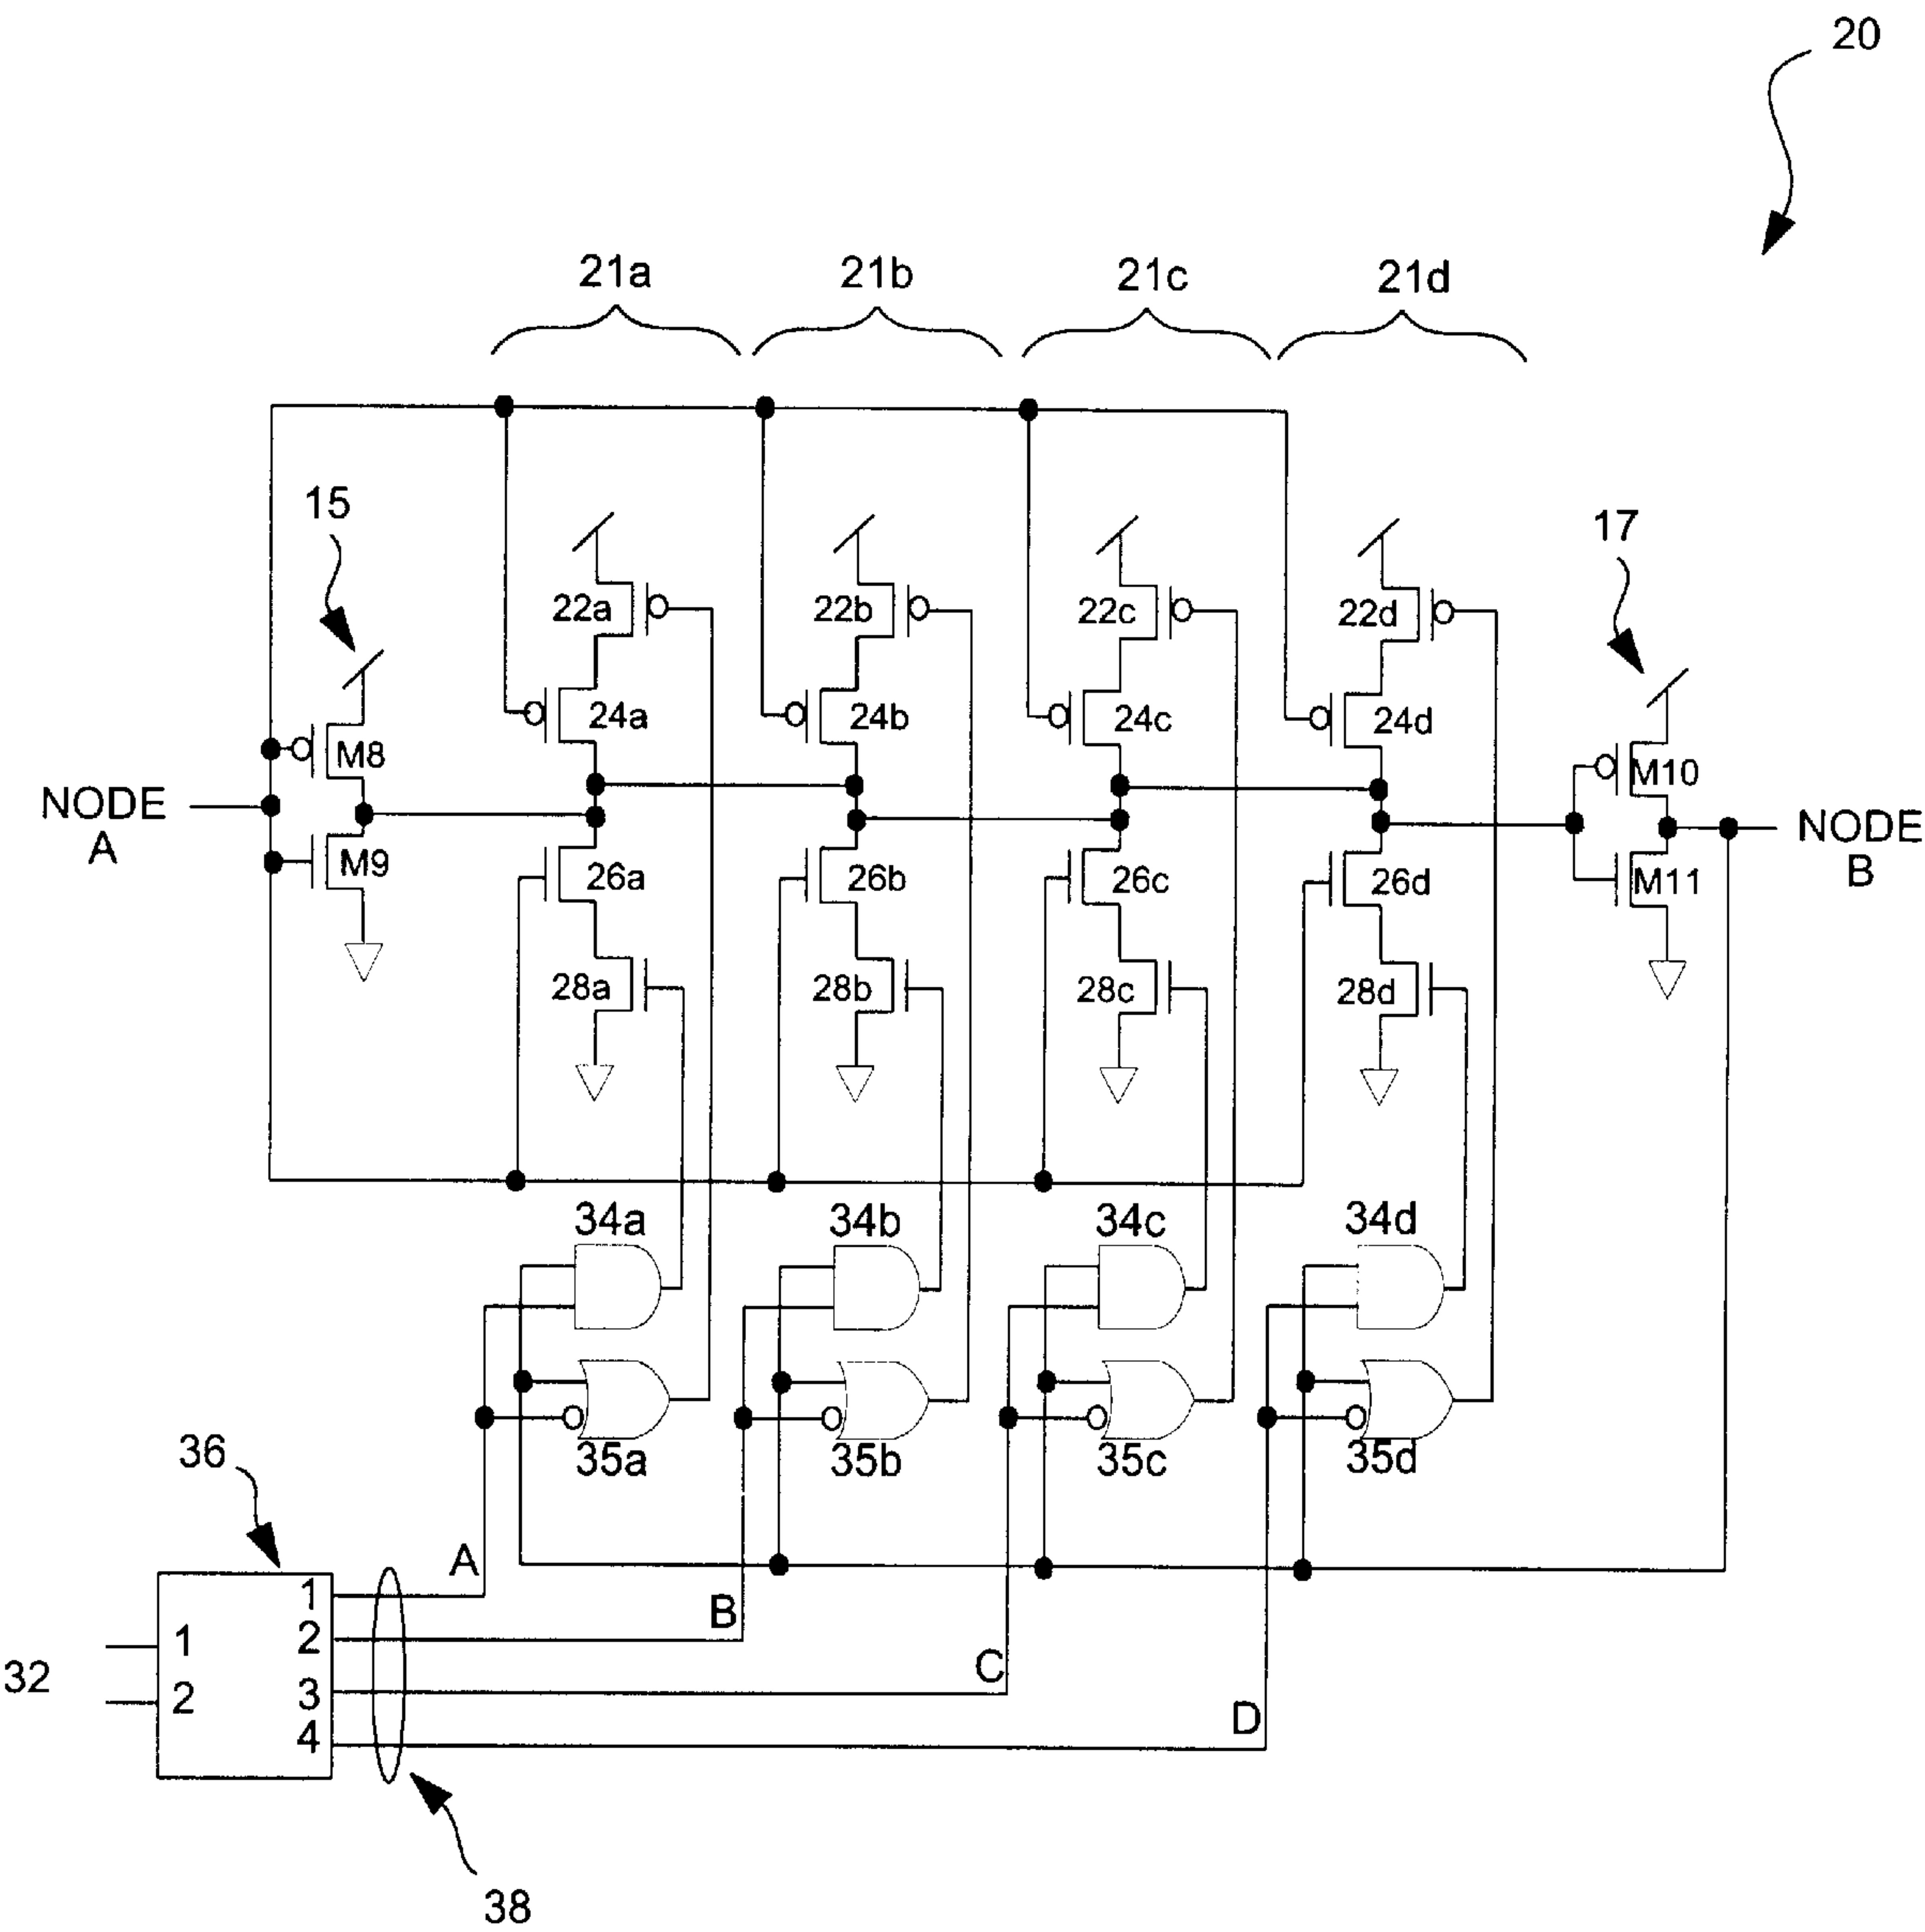 20
21a 21b 21c 21d
15 17
22a 22b 22c 22d
24a 24b 24c 24d
M8 M10
NODE
A
NODE
B
M9 26a 26b 26c 26d M11
28a 28b 28c 28d
34a 34b 34c 34d
35a 35b 35c 35d
36
A
1
B
1 2
32
C
2 3
D
4
38